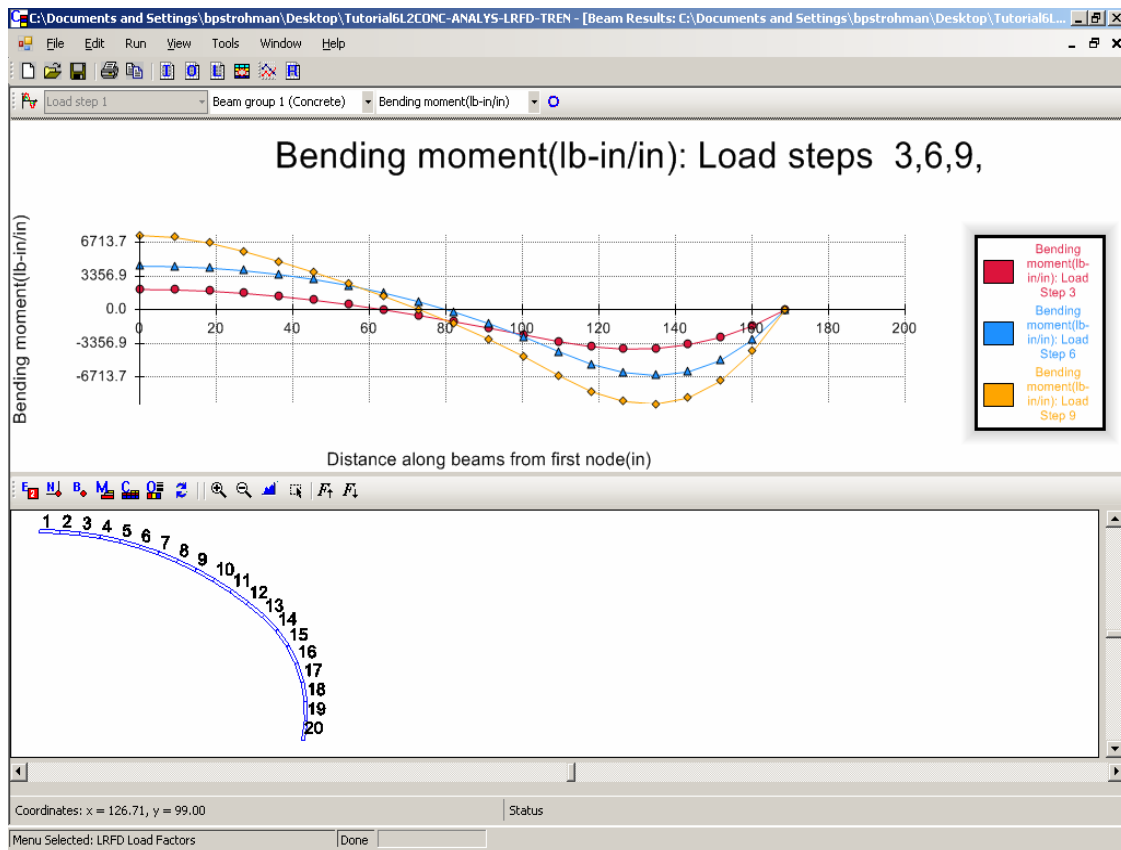 C:\Documents and Settings\bpstrohman\Desktop\Tutorial6L2CONC-ANALYS-LRFD-TREN - [Beam Results: C:\Documents and Settings\bpstrohman\Desktop\Tutorial6L...
File Edit Run View Tools Window Help
Load step 1 Beam group 1 (Concrete) Bending moment(lb-in/in)
Bending moment(lb-in/in): Load steps 3,6,9,
Bending moment(lb-in/in)
6713.7
3356.9
0.0
-3356.9
-6713.7
0 20 40 60 80 100 120 140 160 180 200
Distance along beams from first node(in)
Bending
moment(lb-
in/in): Load
Step 3
Bending
moment(lb-
in/in): Load
Step 6
Bending
moment(lb-
in/in): Load
Step 9
1 2 3 4 5 6 7 8 9 10 11 12 13 14 15 16 17 18 19 20
Coordinates: x = 126.71, y = 99.00 Status
Menu Selected: LRFD Load Factors Done